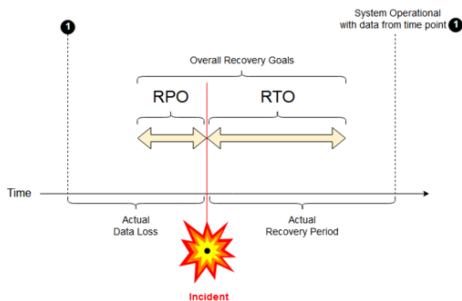 System Operational
with data from time point 1
1
Overall Recovery Goals
RPO RTO
Time
Actual
Data Loss
Actual
Recovery Period
Incident